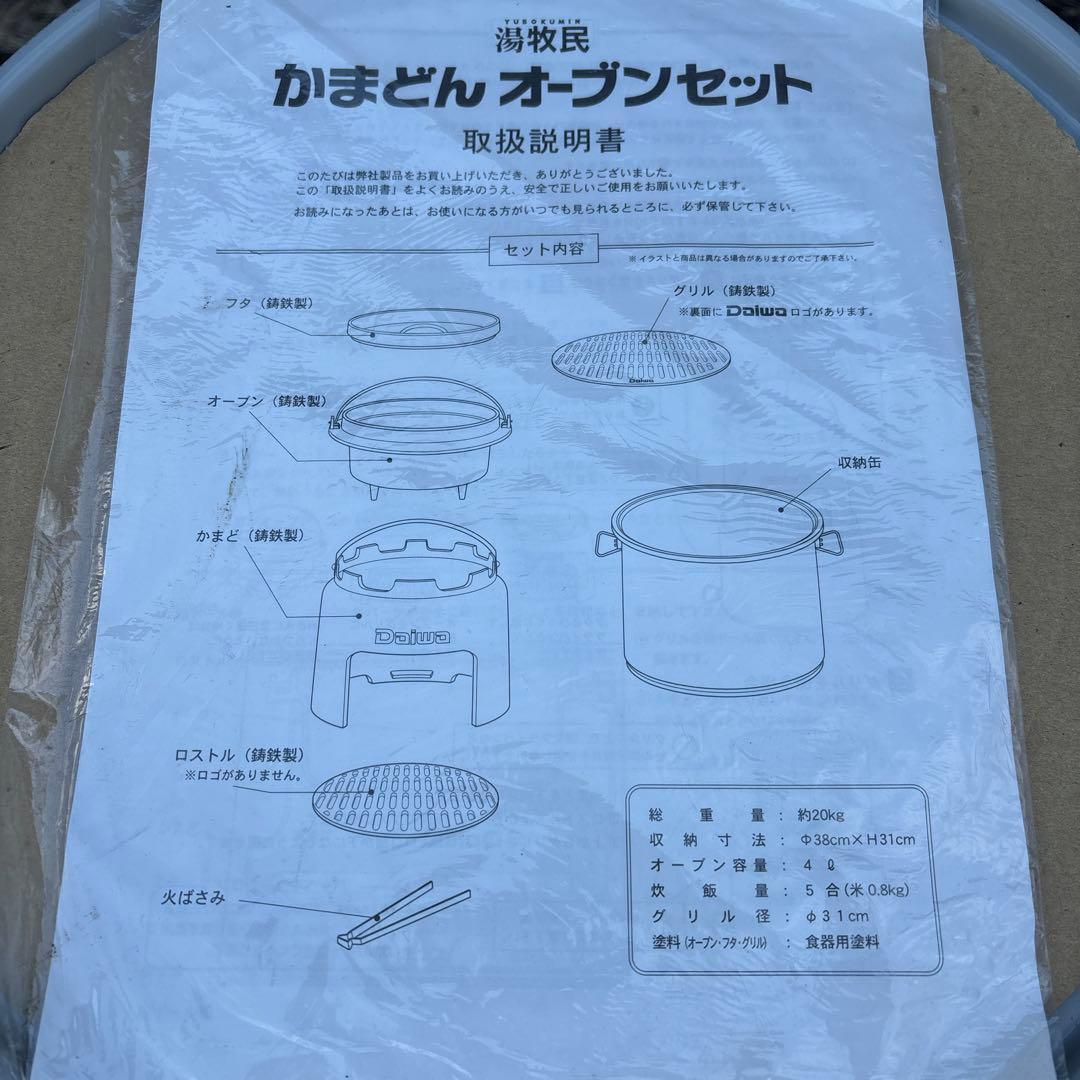 YUBOKUMIN
湯牧民
かまどん オーブンセット
取扱説明書
このたびは弊社製品をお買い上げいただき、ありがとうございました。
この「取扱説明書」をよくお読みのうえ、安全で正しいご使用をお願いいたします。
お読みになったあとは、お使いになる方がいつでも見られるところに、必ず保管して下さい。
セット内容
※イラストと商品は異なる場合がありますのでご了承下さい。
フタ（鋳鉄製）
グリル（鋳鉄製）
※裏面に Daiwa ロゴがあります。
Daiwa
オーブン（鋳鉄製）
収納缶
かまど（鋳鉄製）
Daiwa
ロストル（鋳鉄製）
※ロゴがありません。
火ばさみ
総重量：約20kg
収納寸法：Φ38cm×H31cm
オーブン容量：4ℓ
炊飯量：5合(米0.8kg)
グリル径：φ31cm
塗料(オーブン・フタ・グリル)：食器用塗料